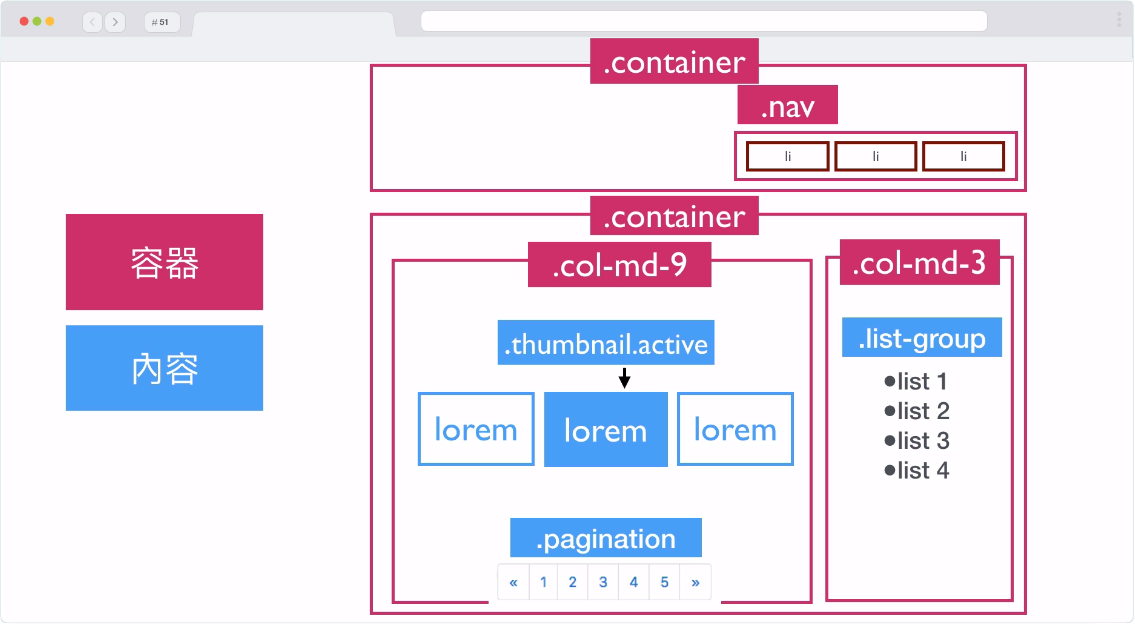 #51
.container
.nav
li li li
容器
內容
.container
.col-md-9
.thumbnail.active
lorem lorem lorem
.pagination
« 1 2 3 4 5 »
.col-md-3
.list-group
●list 1
●list 2
●list 3
●list 4